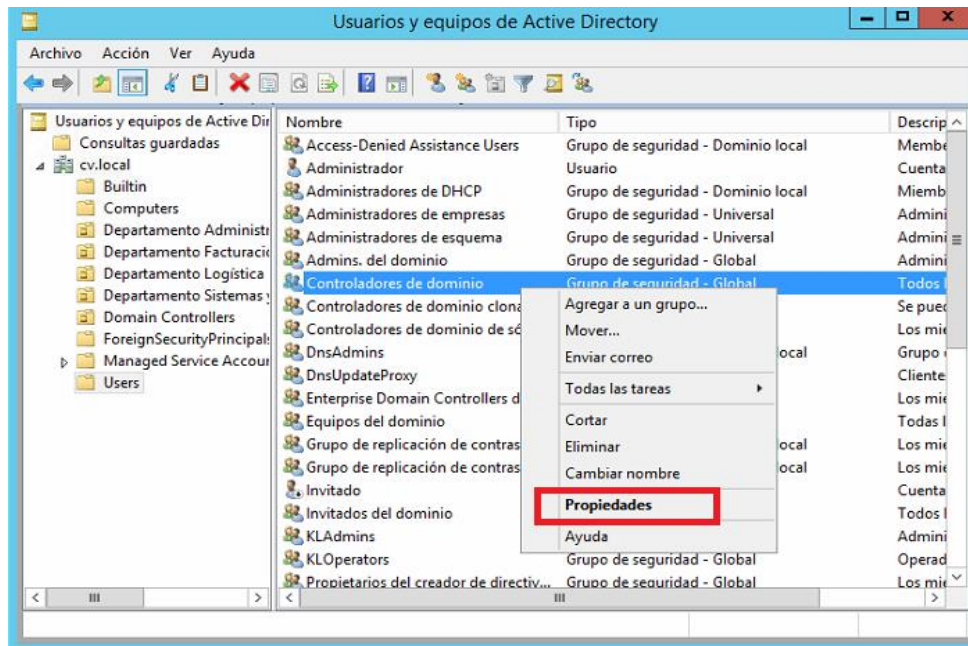 Usuarios y equipos de Active Directory
Archivo Acción Ver Ayuda
Usuarios y equipos de Active Dir
Consultas guardadas
cv.local
Builtin
Computers
Departamento Administr
Departamento Facturació
Departamento Logística
Departamento Sistemas y
Domain Controllers
ForeignSecurityPrincipals
Managed Service Accour
Users
Nombre Tipo Descrip
Access-Denied Assistance Users Grupo de seguridad - Dominio local Membe
Administrador Usuario Cuenta
Administradores de DHCP Grupo de seguridad - Dominio local Miemb
Administradores de empresas Grupo de seguridad - Universal Admini
Administradores de esquema Grupo de seguridad - Universal Admini
Admins. del dominio Grupo de seguridad - Global Admini
Controladores de dominio Grupo de seguridad - Global Todos l
Controladores de dominio clona Se pued
Controladores de dominio de só Los mie
DnsAdmins ocal Grupo
DnsUpdateProxy Cliente
Enterprise Domain Controllers d Los mie
Equipos del dominio Todas l
Grupo de replicación de contras ocal Los mie
Grupo de replicación de contras ocal Los mie
Invitado Cuenta
Invitados del dominio Todos l
KLAdmins Admini
KLOperators Grupo de seguridad - Global Operad
Propietarios del creador de directiv... Grupo de seguridad - Global Los mie
Agregar a un grupo...
Mover...
Enviar correo
Todas las tareas
Cortar
Eliminar
Cambiar nombre
Propiedades
Ayuda